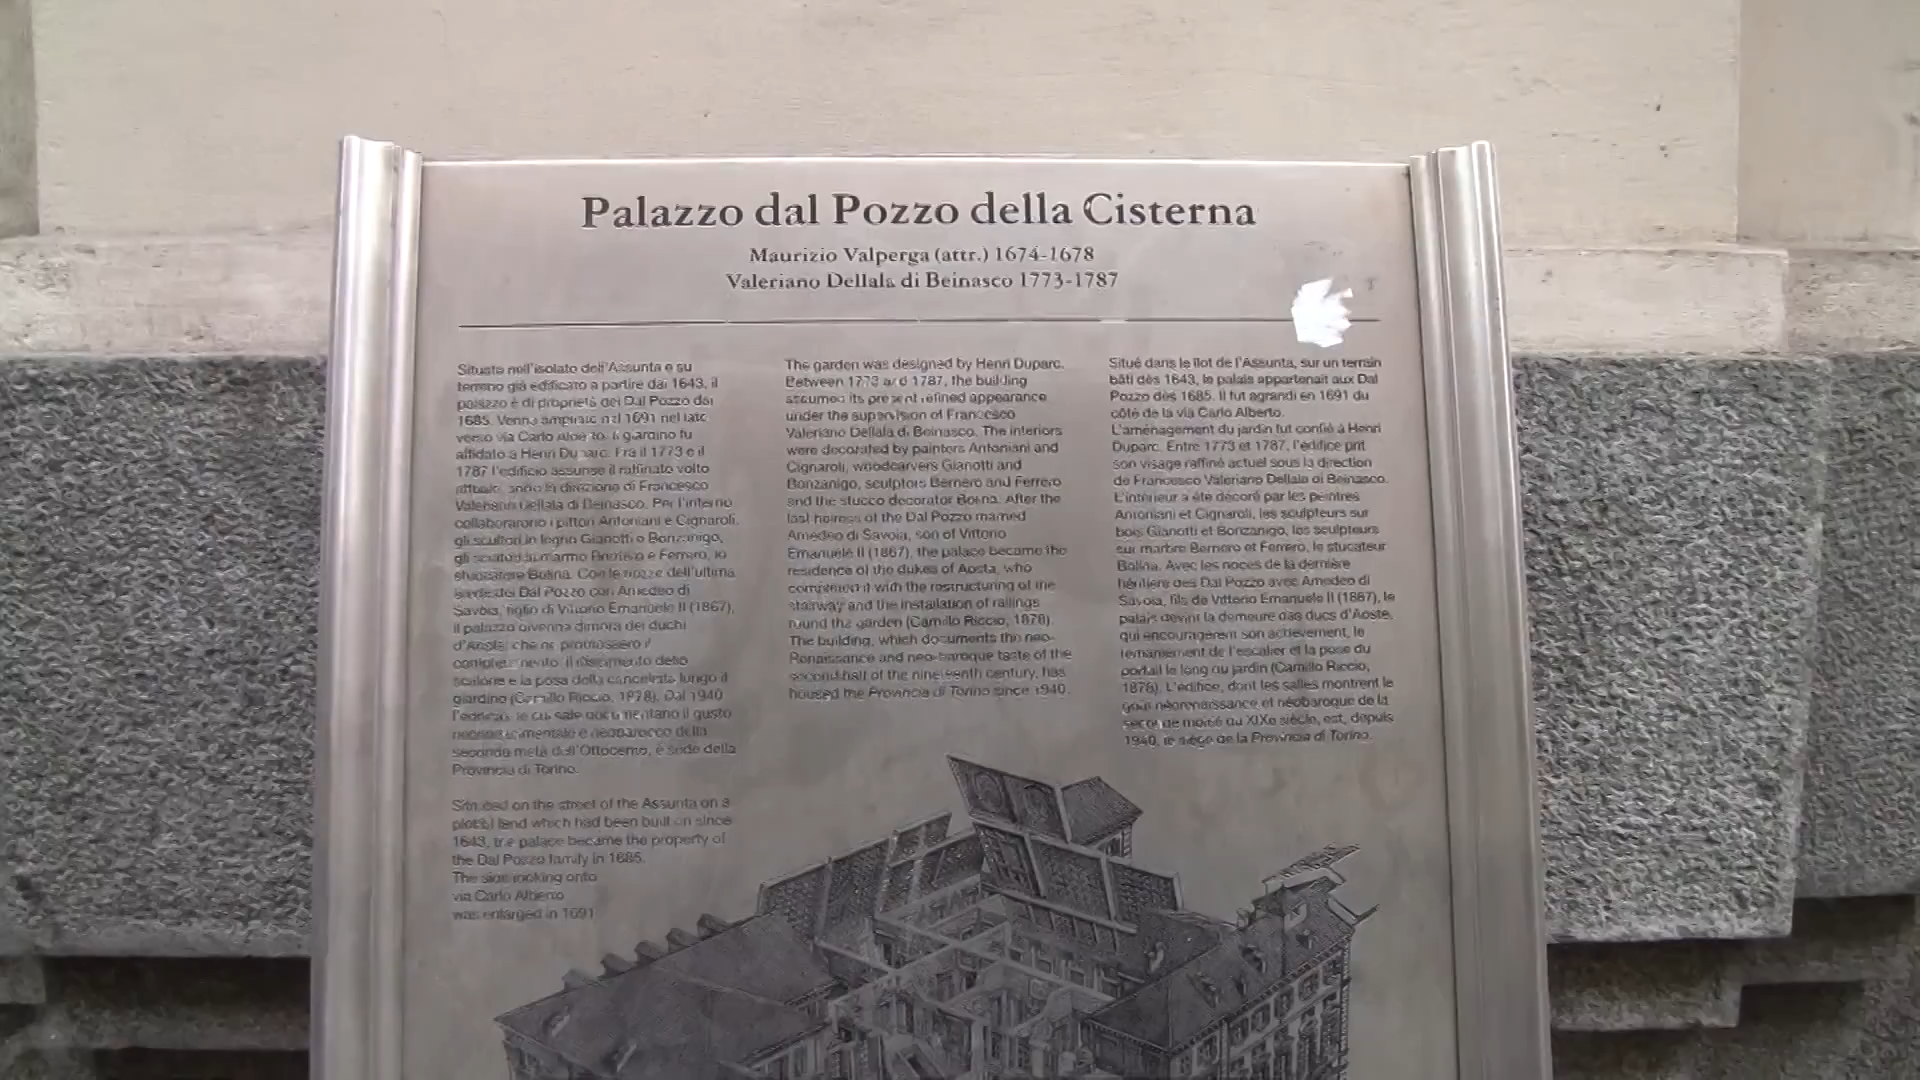 Palazzo dal Pozzo della Cisterna
Maurizio Valperga (attr.) 1674-1678
Valeriano Dellala di Beinasco 1773-1787
Situato nell'isolato dell'Assunta e su
terreno già edificato a partire dal 1643, il
palazzo è di proprietà dei Dal Pozzo dal
1685. Venne ampliato nel 1691 nel lato
verso via Carlo Alberto. Il giardino fu
affidato a Henri Duparc. Fra il 1773 e il
1787 l'edificio assunse il raffinato volto
attuale sotto la direzione di Francesco
Valeriano Dellala di Beinasco. Per l'interno
collaborarono i pittori Antoniani e Cignaroli,
gli scultori in legno Gianotti e Bonzanigo,
gli scultori in marmo Bernero e Ferrero, lo
stuccatore Bolina. Con le nozze dell'ultima
erede dei Dal Pozzo con Amedeo di
Savoia, figlio di Vittorio Emanuele II (1867),
il palazzo divenne dimora dei duchi
d'Aosta, che ne promossero il
completamento, il rifacimento dello
scalone e la posa della cancellata lungo il
giardino (Camillo Riccio, 1878). Dal 1940
l'edificio, le cui sale documentano il gusto
neorinascimentale e neobarocco della
seconda metà dell'Ottocento, è sede della
Provincia di Torino.
Situated on the street of the Assunta on a
plot of land which had been built on since
1643, the palace became the property of
the Dal Pozzo family in 1685.
The side looking onto
via Carlo Alberto
was enlarged in 1691
The garden was designed by Henri Duparc.
Between 1773 and 1787, the building
assumed its present refined appearance
under the supervision of Francesco
Valeriano Dellala di Beinasco. The interiors
were decorated by painters Antoniani and
Cignaroli, woodcarvers Gianotti and
Bonzanigo, sculptors Bernero and Ferrero
and the stucco decorator Bolina. After the
last heiress of the Dal Pozzo married
Amedeo di Savoia, son of Vittorio
Emanuele II (1867), the palace became the
residence of the dukes of Aosta, who
completed it with the restructuring of the
stairway and the installation of railings
round the garden (Camillo Riccio, 1878).
The building, which documents the neo-
Renaissance and neo-baroque taste of the
second half of the nineteenth century, has
housed the Provincia di Torino since 1940.
Situé dans le îlot de l'Assunta, sur un terrain
bâti dès 1643, le palais appartenait aux Dal
Pozzo dès 1685. Il fut agrandi en 1691 du
côté de la via Carlo Alberto.
L'aménagement du jardin fut confié à Henri
Duparc. Entre 1773 et 1787, l'édifice prit
son visage raffiné actuel sous la direction
de Francesco Valeriano Dellala di Beinasco.
L'intérieur a été décoré par les peintres
Antoniani et Cignaroli, les sculpteurs sur
bois Gianotti et Bonzanigo, les sculpteurs
sur marbre Bernero et Ferrero, le stucateur
Bolina. Avec les noces de la dernière
héritière des Dal Pozzo avec Amedeo di
Savoia, fils de Vittorio Emanuele II (1867), le
palais devint la demeure des ducs d'Aoste,
qui encouragèrent son achèvement, le
remaniement de l'escalier et la pose du
portail le long du jardin (Camillo Riccio,
1878). L'édifice, dont les salles montrent le
goût néorenaissance et néobaroque de la
seconde moitié du XIXe siècle, est, depuis
1940, le siège de la Provincia di Torino.